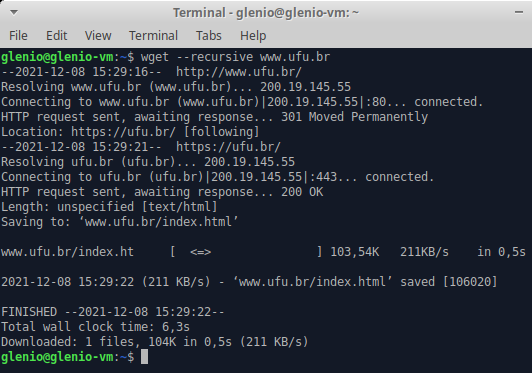 Terminal - glenio@glenio-vm: ~
File Edit View Terminal Tabs Help
glenio@glenio-vm:~$ wget --recursive www.ufu.br
--2021-12-08 15:29:16--  http://www.ufu.br/
Resolving www.ufu.br (www.ufu.br)... 200.19.145.55
Connecting to www.ufu.br (www.ufu.br)|200.19.145.55|:80... connected.
HTTP request sent, awaiting response... 301 Moved Permanently
Location: https://ufu.br/ [following]
--2021-12-08 15:29:21--  https://ufu.br/
Resolving ufu.br (ufu.br)... 200.19.145.55
Connecting to ufu.br (ufu.br)|200.19.145.55|:443... connected.
HTTP request sent, awaiting response... 200 OK
Length: unspecified [text/html]
Saving to: ‘www.ufu.br/index.html’
www.ufu.br/index.ht     [  <=>                ] 103,54K   211KB/s    in 0,5s
2021-12-08 15:29:22 (211 KB/s) - ‘www.ufu.br/index.html’ saved [106020]
FINISHED --2021-12-08 15:29:22--
Total wall clock time: 6,3s
Downloaded: 1 files, 104K in 0,5s (211 KB/s)
glenio@glenio-vm:~$